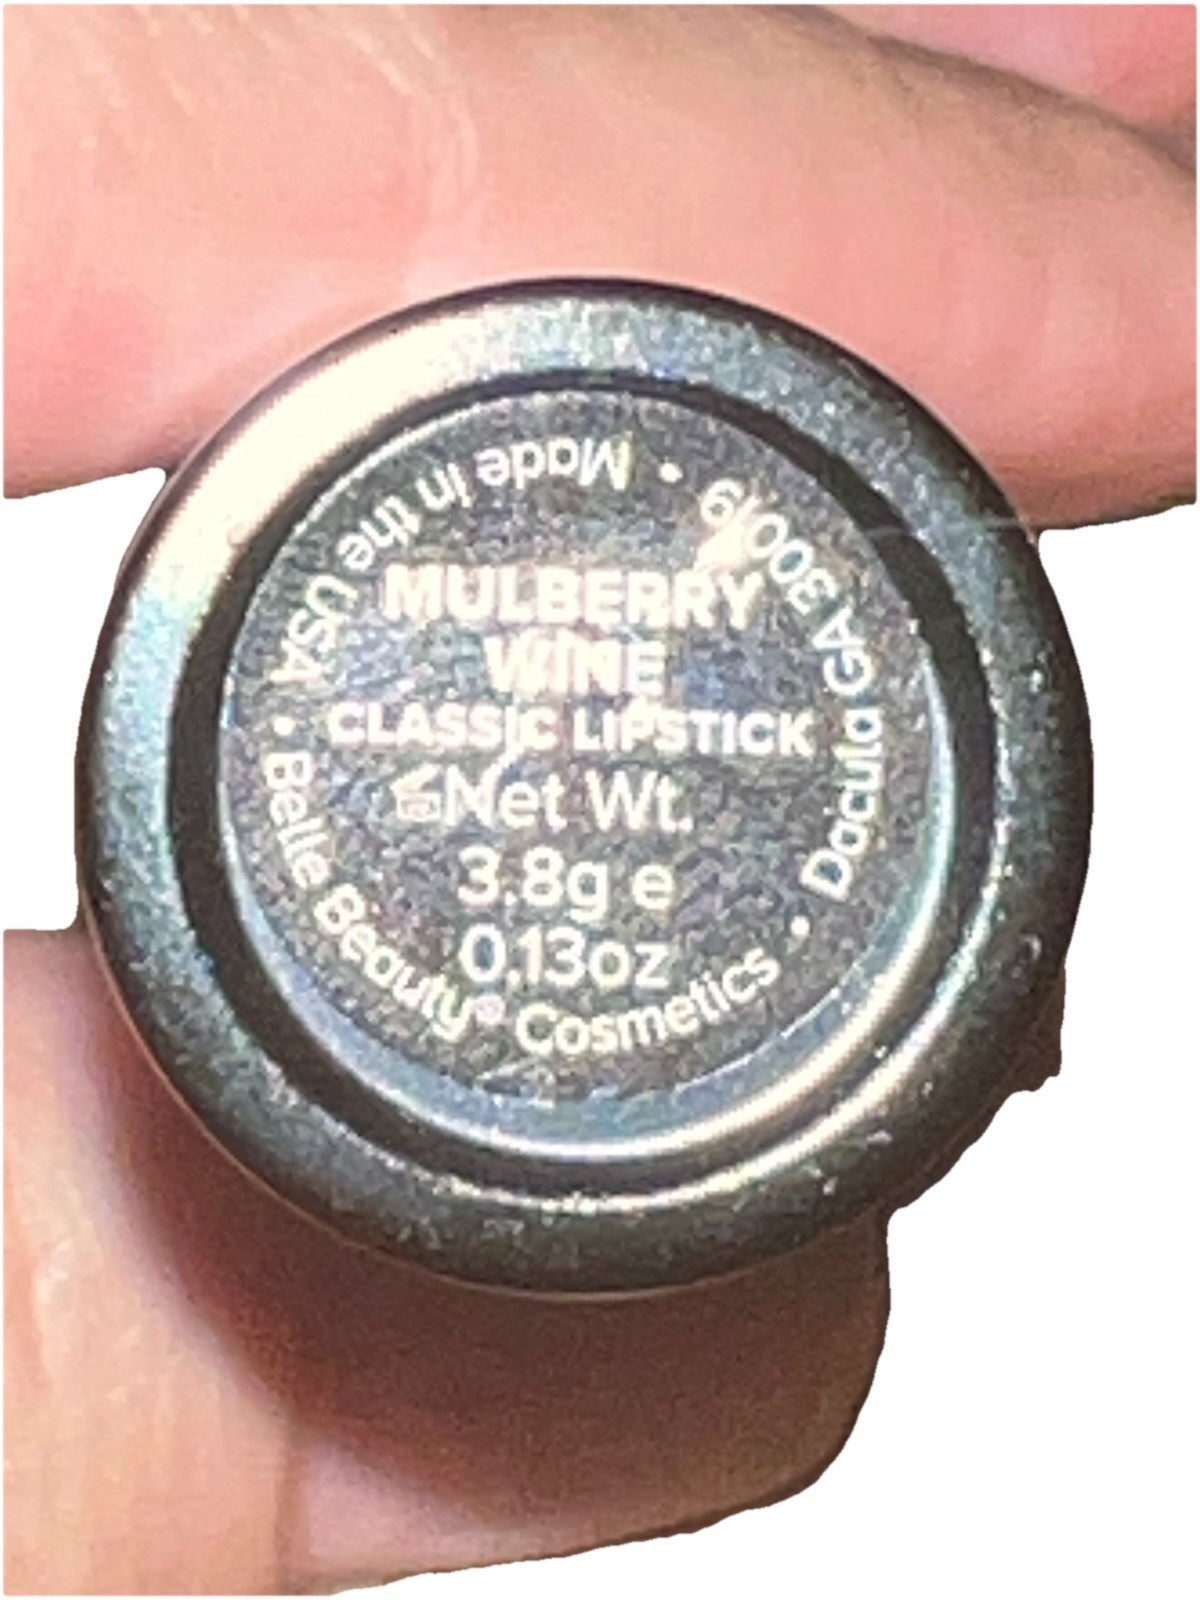 MULBERRY
WINE
CLASSIC LIPSTICK
Net Wt.
3.8g e
0.13oz
Belle Beauty® Cosmetics • Dacula GA 30019 • Made in the USA •